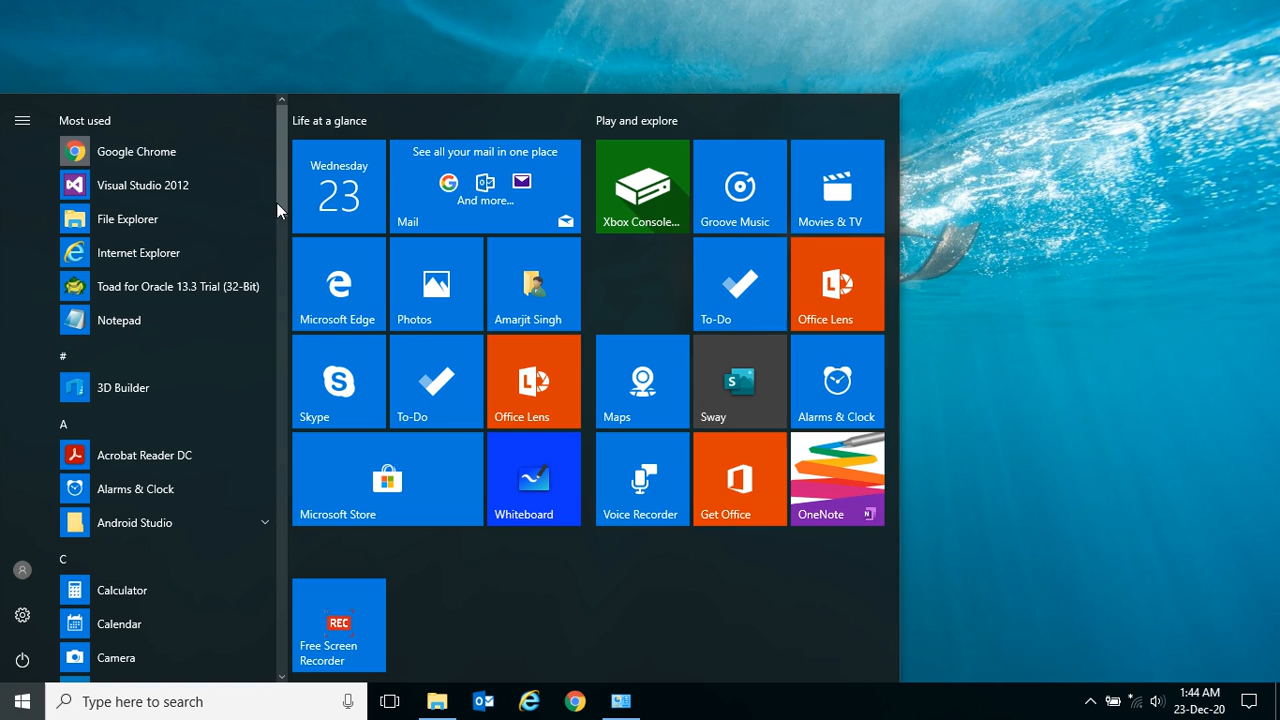 Most used
Google Chrome
Visual Studio 2012
File Explorer
Internet Explorer
Toad for Oracle 13.3 Trial (32-Bit)
Notepad
#
3D Builder
A
Acrobat Reader DC
Alarms & Clock
Android Studio
C
Calculator
Calendar
Camera
Life at a glance
Wednesday
23
See all your mail in one place
And more...
Mail
Microsoft Edge
Photos
Amarjit Singh
Skype
To-Do
Office Lens
Microsoft Store
Whiteboard
REC
Free Screen
Recorder
Play and explore
Xbox Console...
Groove Music
Movies & TV
To-Do
Office Lens
Maps
S
Sway
Alarms & Clock
Voice Recorder
Get Office
OneNote
N
Type here to search
1:44 AM
23-Dec-20